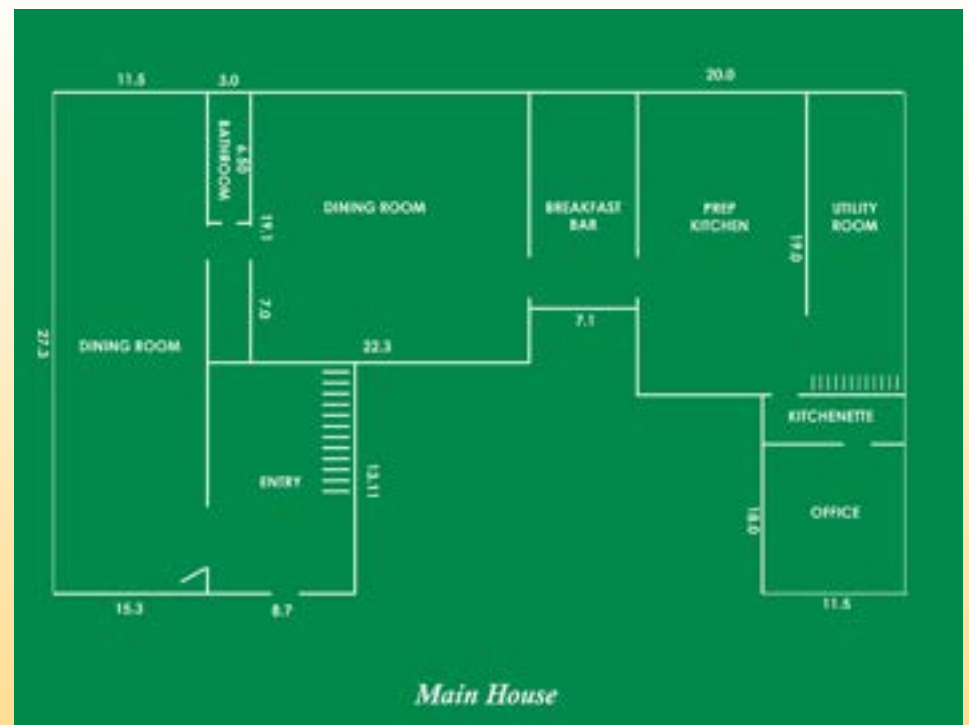 11.5
3.0
20.0
BATHROOM
6.50
19.1
DINING ROOM
BREAKFAST
BAR
PREP
KITCHEN
19.0
UTILITY
ROOM
27.3
DINING ROOM
7.0
22.3
7.1
KITCHENETTE
ENTRY
13.11
18.0
OFFICE
15.3
8.7
11.5
Main House